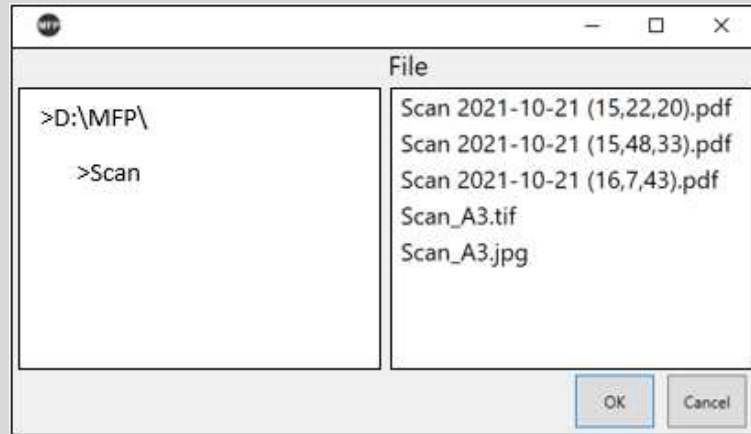 MFP
File
>D:\MFP\
>Scan
Scan 2021-10-21 (15,22,20).pdf
Scan 2021-10-21 (15,48,33).pdf
Scan 2021-10-21 (16,7,43).pdf
Scan_A3.tif
Scan_A3.jpg
OK
Cancel